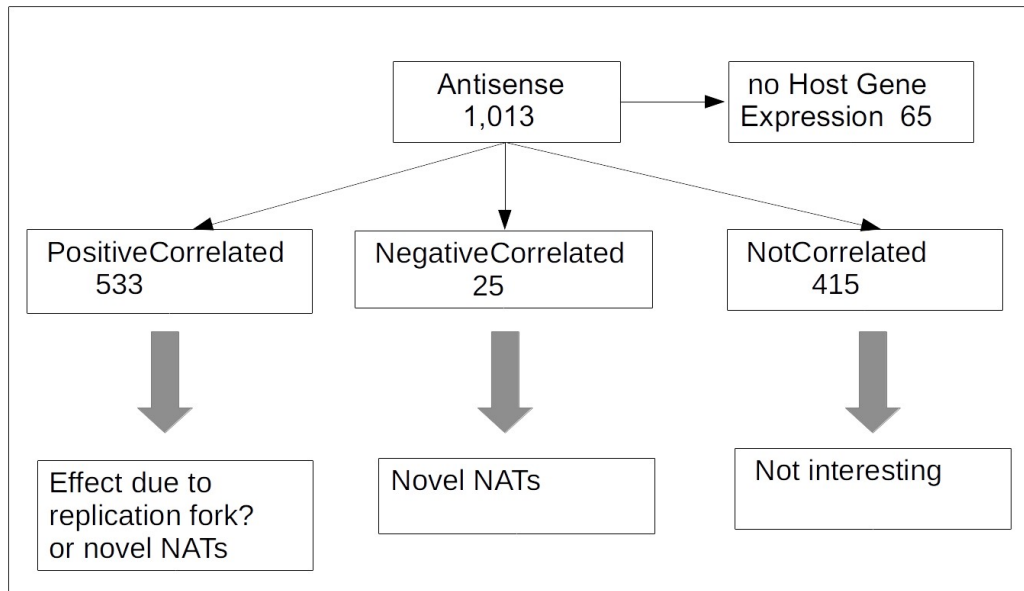 Antisense
1,013
no Host Gene
Expression 65
PositiveCorrelated
533
NegativeCorrelated
25
NotCorrelated
415
Effect due to
replication fork?
or novel NATs
Novel NATs
Not interesting